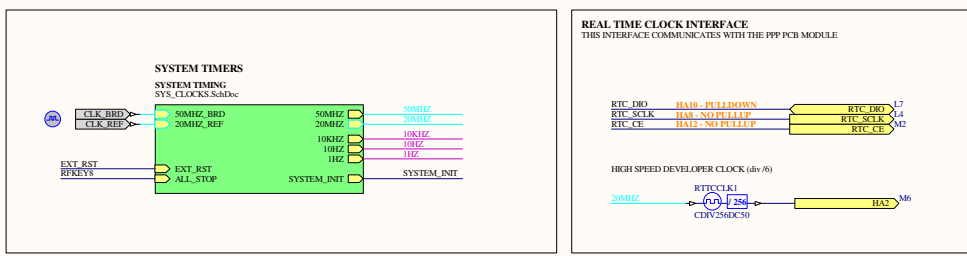 SYSTEM TIMERS
SYSTEM TIMING
SYS_CLOCKS.SchDoc
CLK_BRD
CLK_REF
50MHZ_BRD
20MHZ_REF
50MHZ
20MHZ
50MHZ
20MHZ
10KHZ
10HZ
1HZ
10KHZ
10HZ
1HZ
EXT_RST
RFKEY8
EXT_RST
ALL_STOP
SYSTEM_INIT
SYSTEM_INIT
REAL TIME CLOCK INTERFACE
THIS INTERFACE COMMUNICATES WITH THE PPP PCB MODULE
RTC_DIO HA10 - PULLDOWN RTC_DIO L7
RTC_SCLK HA8 - NO PULLUP RTC_SCLK L4
RTC_CE HA12 - NO PULLUP RTC_CE M2
HIGH SPEED DEVELOPER CLOCK (div /6)
RTTCCLK1
20MHZ / 256 HA2 M6
CDIV256DC50